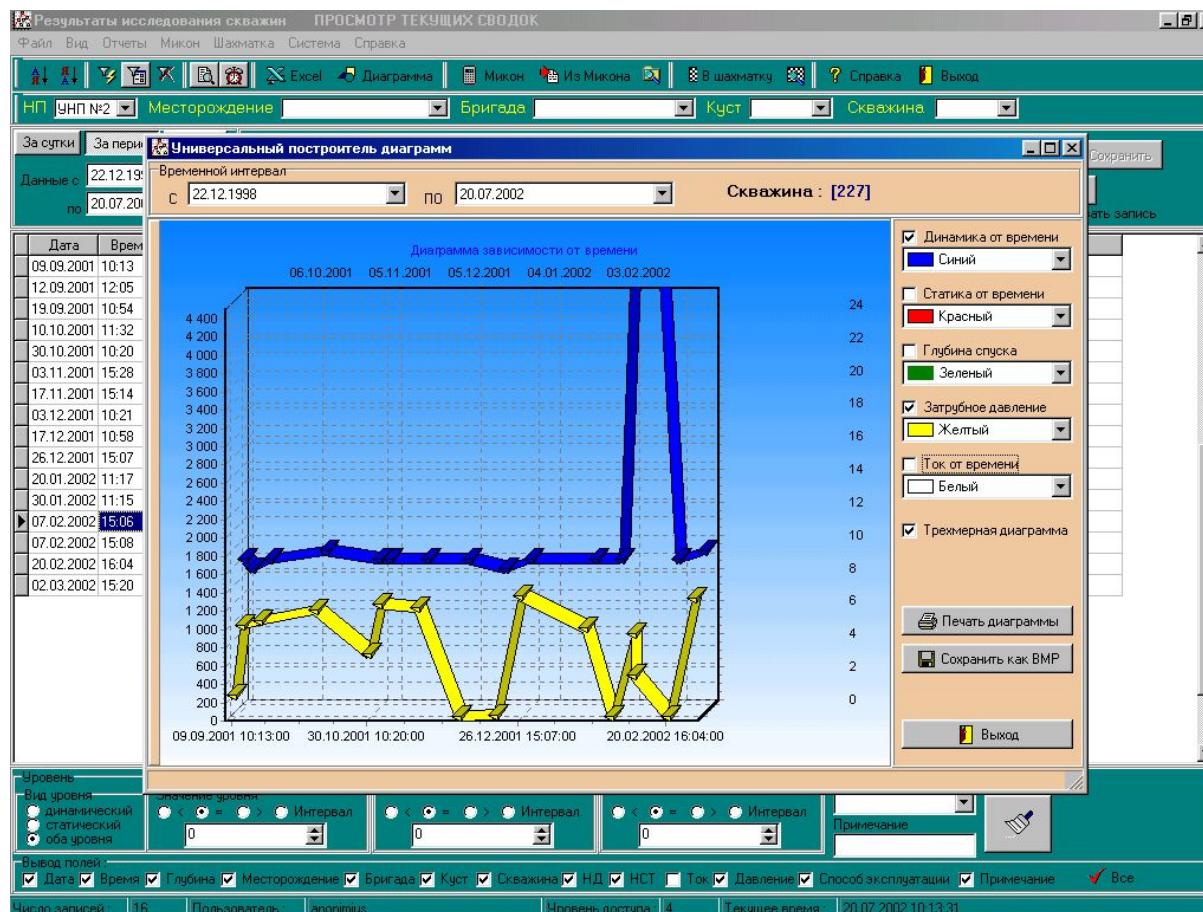 Результаты исследования скважин ПРОСМОТР ТЕКУЩИХ СВОДОК
Файл Вид Отчеты Микон Шахматка Система Справка
Excel Диаграмма Микон Из Микона В шахматку Справка Выход
НП УНП №2 Месторождение Бригада Куст Скважина
За сутки За пери
Сохранить
Данные с 22.12.19
по 20.07.20
ать запись
Универсальный построитель диаграмм
Временной интервал
С 22.12.1998 ПО 20.07.2002 Скважина : [227]
Дата Врем
09.09.2001 10:13
12.09.2001 12:05
19.09.2001 10:54
10.10.2001 11:32
30.10.2001 10:20
03.11.2001 15:28
17.11.2001 15:14
03.12.2001 10:21
17.12.2001 10:58
26.12.2001 15:07
20.01.2002 11:17
30.01.2002 11:15
07.02.2002 15:06
07.02.2002 15:08
20.02.2002 16:04
02.03.2002 15:20
Диаграмма зависимости от времени
06.10.2001 05.11.2001 05.12.2001 04.01.2002 03.02.2002
4 400
4 200
4 000
3 800
3 600
3 400
3 200
3 000
2 800
2 600
2 400
2 200
2 000
1 800
1 600
1 400
1 200
1 000
800
600
400
200
0
24
22
20
18
16
14
12
10
8
6
4
2
0
09.09.2001 10:13:00 30.10.2001 10:20:00 26.12.2001 15:07:00 20.02.2002 16:04:00
Динамика от времени
Синий
Статика от времени
Красный
Глубина спуска
Зеленый
Затрубное давление
Желтый
Ток от времени
Белый
Трехмерная диаграмма
Печать диаграммы
Сохранить как BMP
Выход
Уровень
Вид уровня
динамический
статический
оба уровня
Значение уровня
< = > Интервал
0
< = > Интервал
0
< = > Интервал
0
Примечание
Вывод полей :
Дата Время Глубина Месторождение Бригада Куст Скважина НД НСТ Ток Давление Способ эксплуатации Примечание Все
Число записей : 16 Пользователь : anonimius Уровень доступа : 4 Текущее время : 20.07.2002 10:13:31